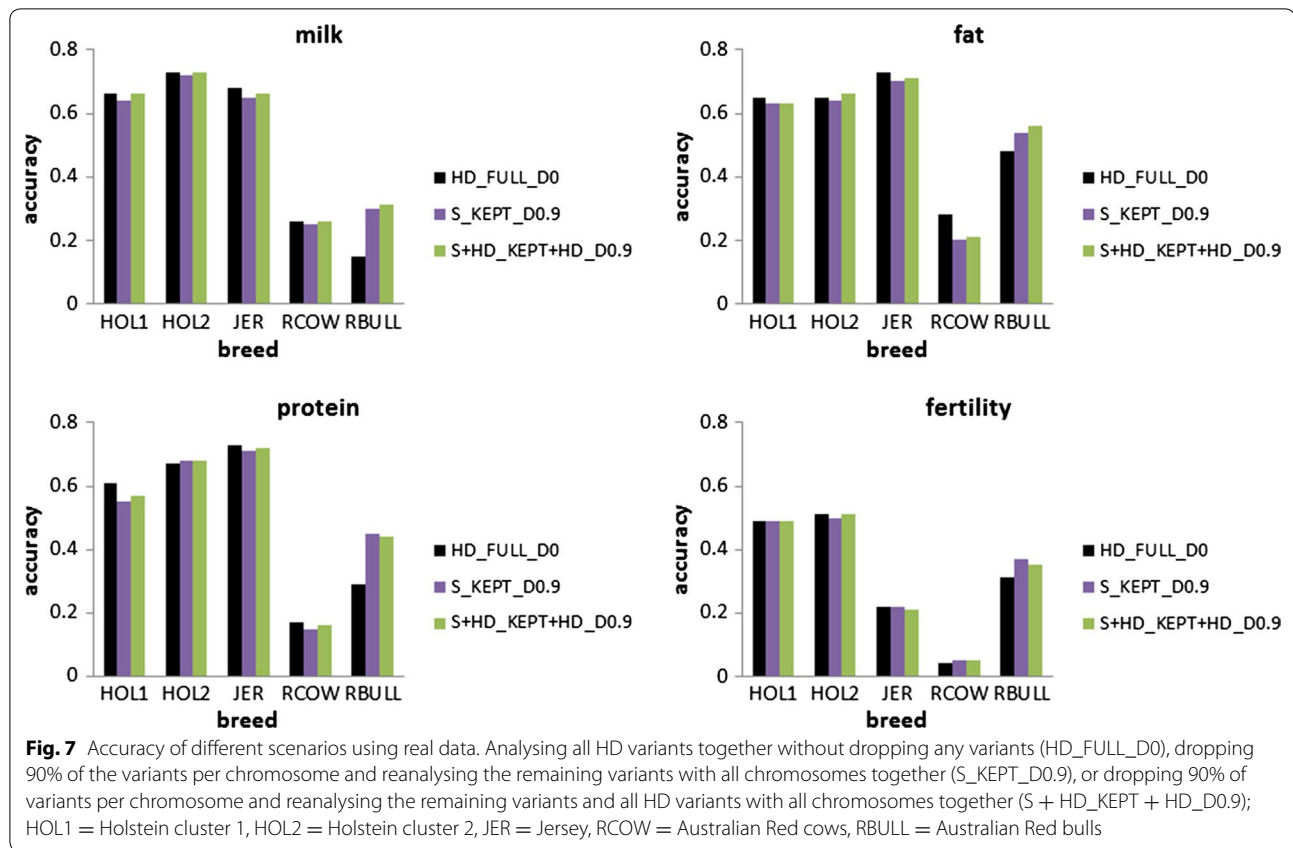 milk
0.8
0.6
0.4
0.2
0
accuracy
HOL1 HOL2 JER RCOW RBULL
breed
HD_FULL_D0
S_KEPT_D0.9
S+HD_KEPT+HD_D0.9
fat
0.8
0.6
0.4
0.2
0
accuracy
HOL1 HOL2 JER RCOW RBULL
breed
HD_FULL_D0
S_KEPT_D0.9
S+HD_KEPT+HD_D0.9
protein
0.8
0.6
0.4
0.2
0
accuracy
HOL1 HOL2 JER RCOW RBULL
breed
HD_FULL_D0
S_KEPT_D0.9
S+HD_KEPT+HD_D0.9
fertility
0.8
0.6
0.4
0.2
0
accuracy
HOL1 HOL2 JER RCOW RBULL
breed
HD_FULL_D0
S_KEPT_D0.9
S+HD_KEPT+HD_D0.9
Fig. 7 Accuracy of different scenarios using real data. Analysing all HD variants together without dropping any variants (HD_FULL_D0), dropping
90% of the variants per chromosome and reanalysing the remaining variants with all chromosomes together (S_KEPT_D0.9), or dropping 90% of
variants per chromosome and reanalysing the remaining variants and all HD variants with all chromosomes together (S + HD_KEPT + HD_D0.9);
HOL1 = Holstein cluster 1, HOL2 = Holstein cluster 2, JER = Jersey, RCOW = Australian Red cows, RBULL = Australian Red bulls